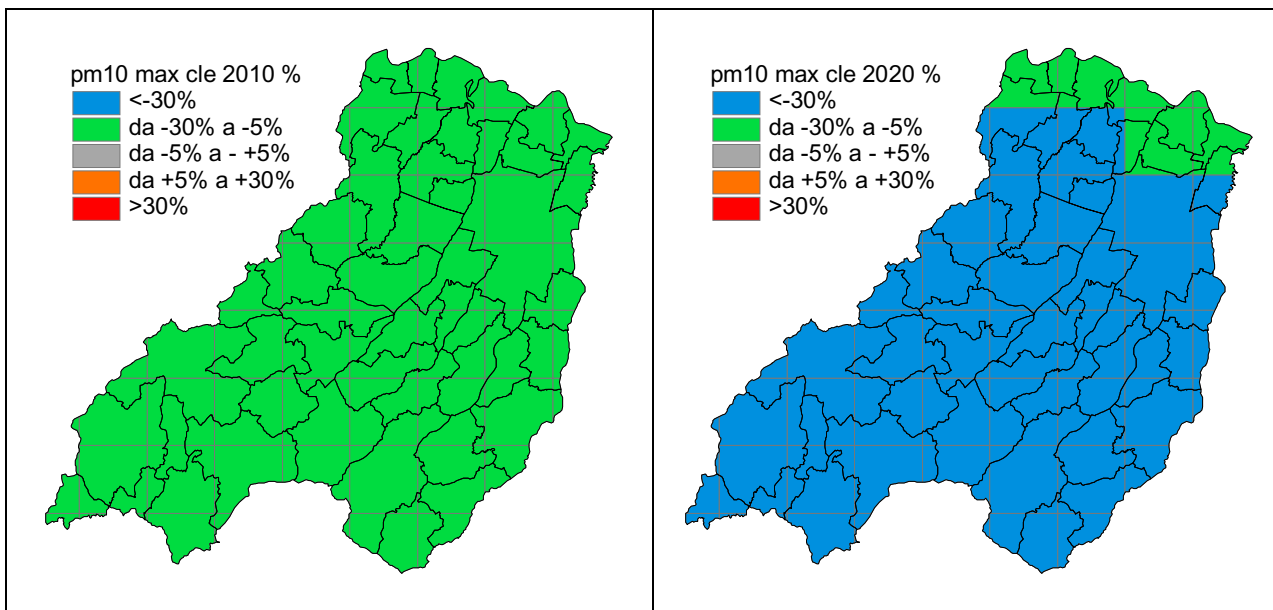 pm10 max cle 2010 %
<-30%
da -30% a -5%
da -5% a - +5%
da +5% a +30%
>30%
pm10 max cle 2020 %
<-30%
da -30% a -5%
da -5% a - +5%
da +5% a +30%
>30%